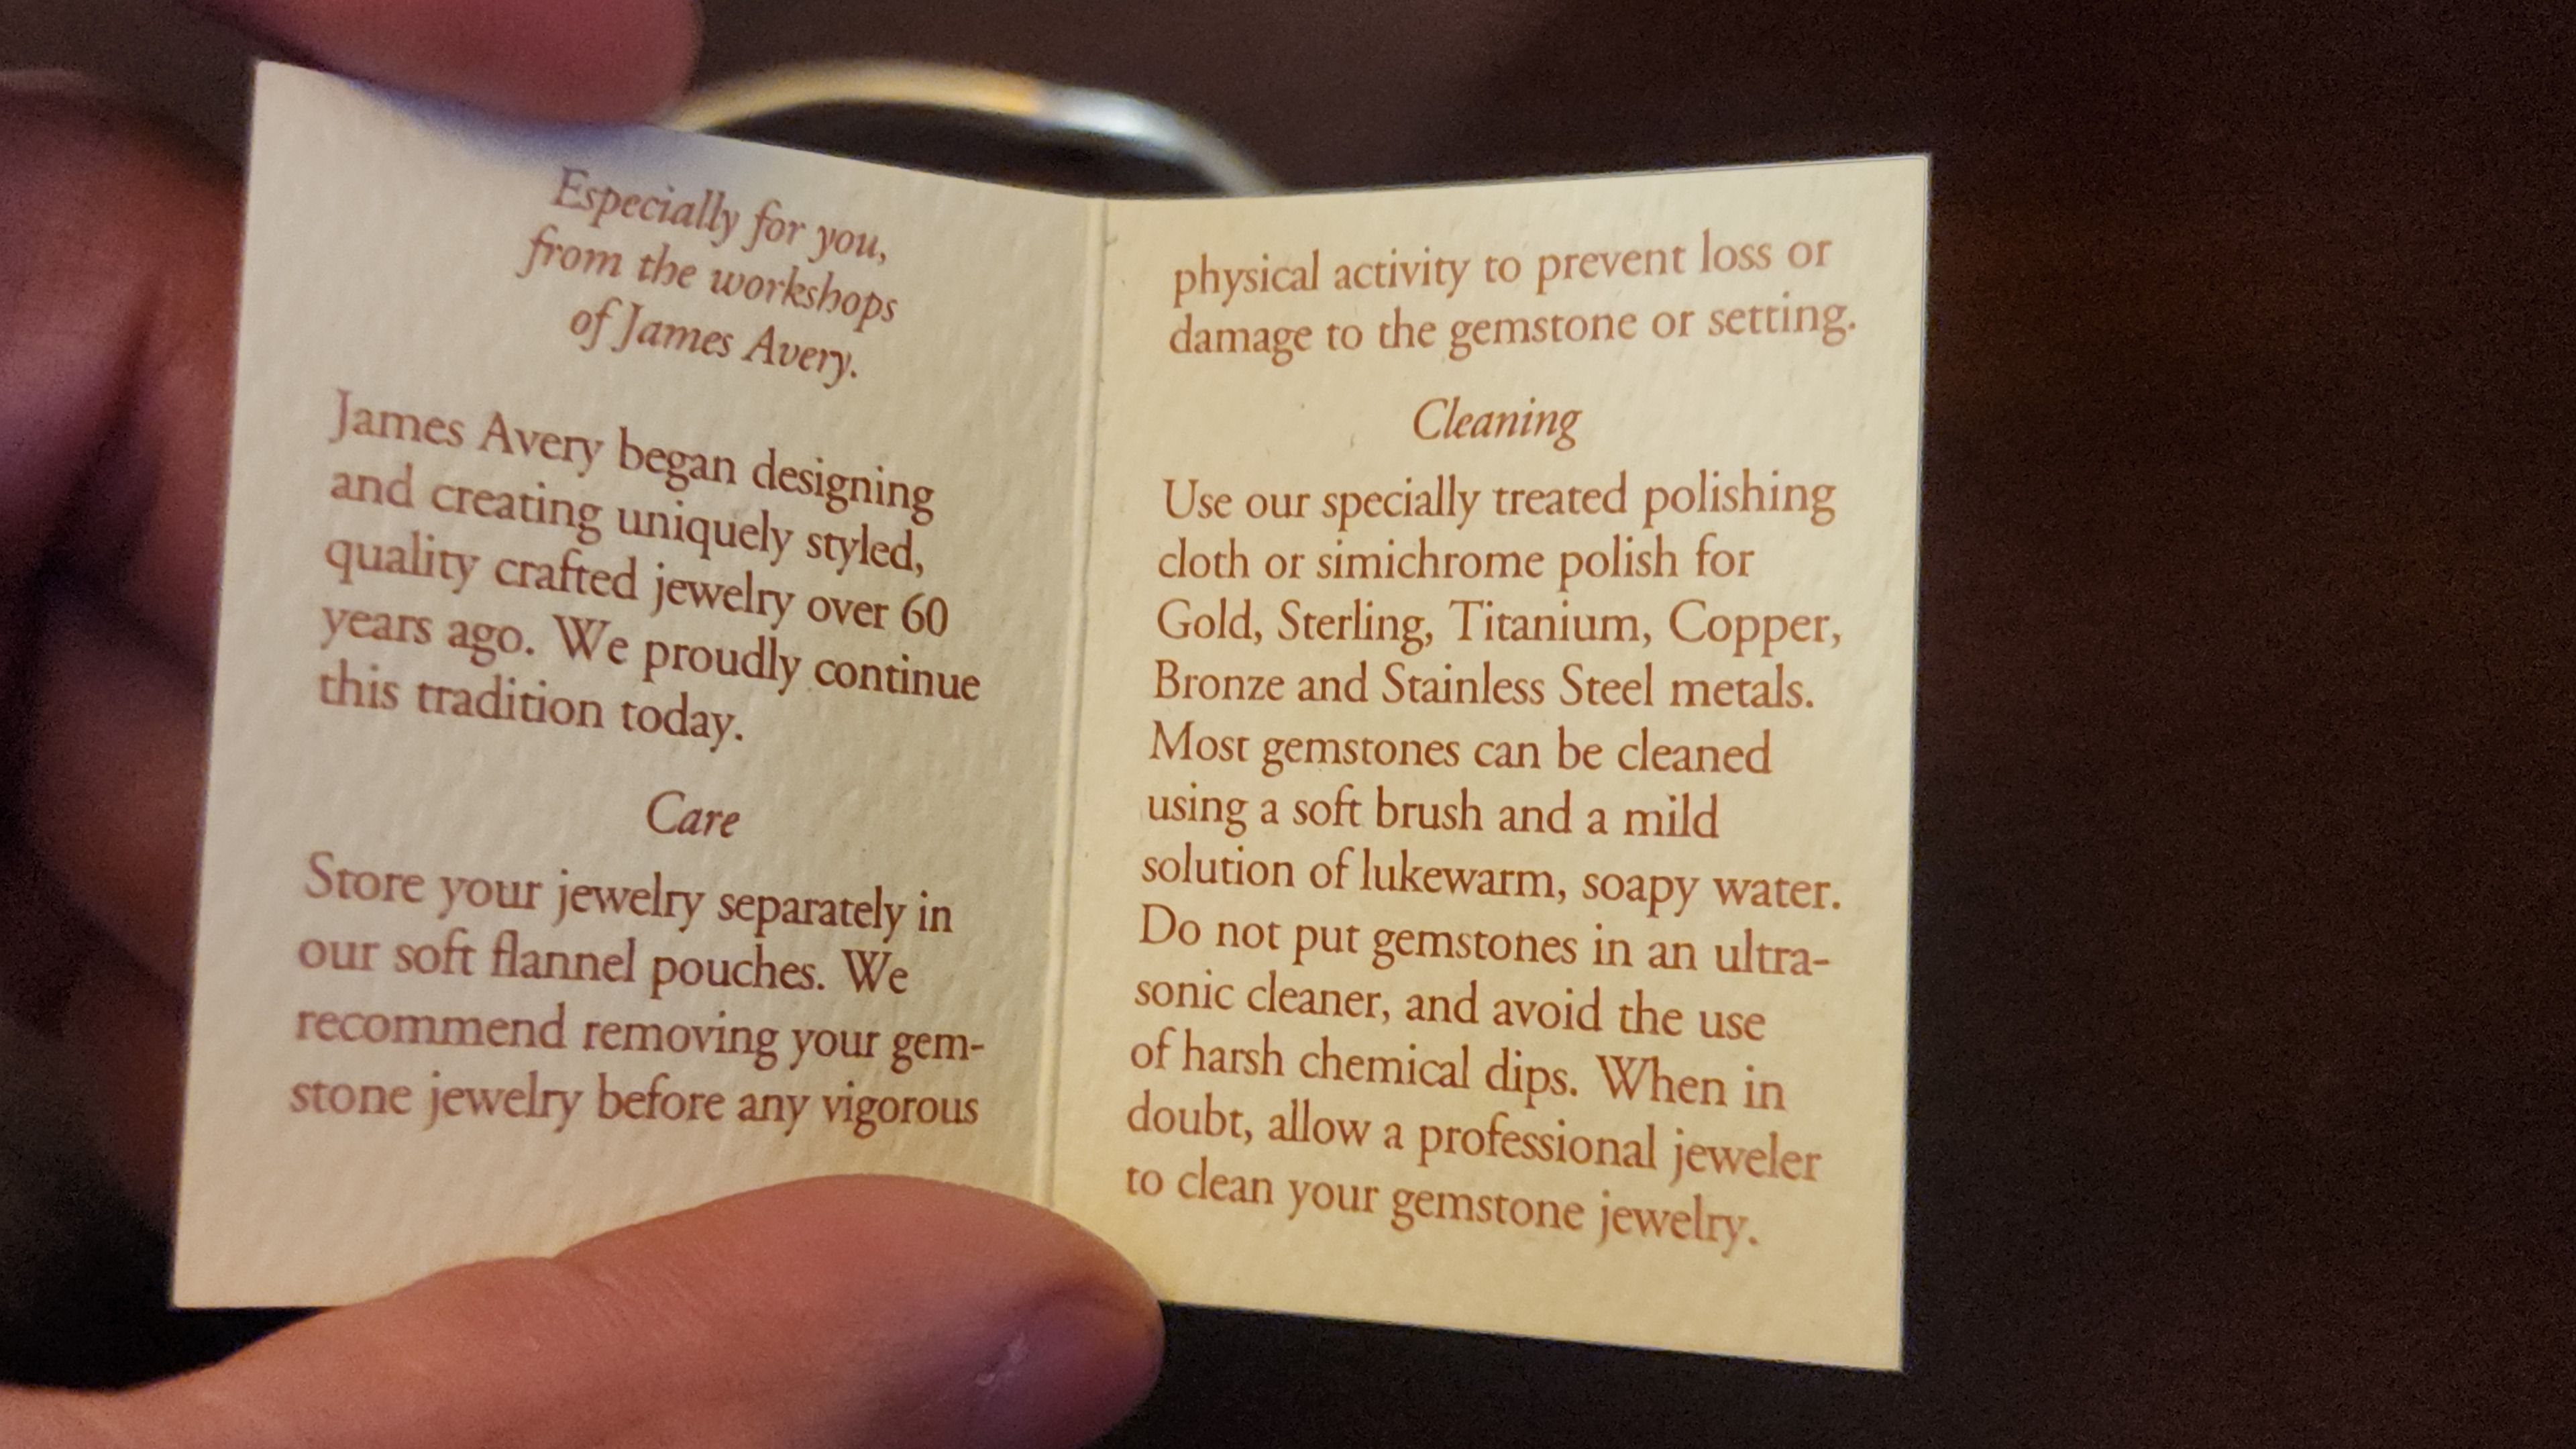 Especially for you,
from the workshops
of James Avery.
James Avery began designing
and creating uniquely styled,
quality crafted jewelry over 60
years ago. We proudly continue
this tradition today.
Care
Store your jewelry separately in
our soft flannel pouches. We
recommend removing your gem-
stone jewelry before any vigorous
physical activity to prevent loss or
damage to the gemstone or setting.
Cleaning
Use our specially treated polishing
cloth or simichrome polish for
Gold, Sterling, Titanium, Copper,
Bronze and Stainless Steel metals.
Most gemstones can be cleaned
using a soft brush and a mild
solution of lukewarm, soapy water.
Do not put gemstones in an ultra-
sonic cleaner, and avoid the use
of harsh chemical dips. When in
doubt, allow a professional jeweler
to clean your gemstone jewelry.